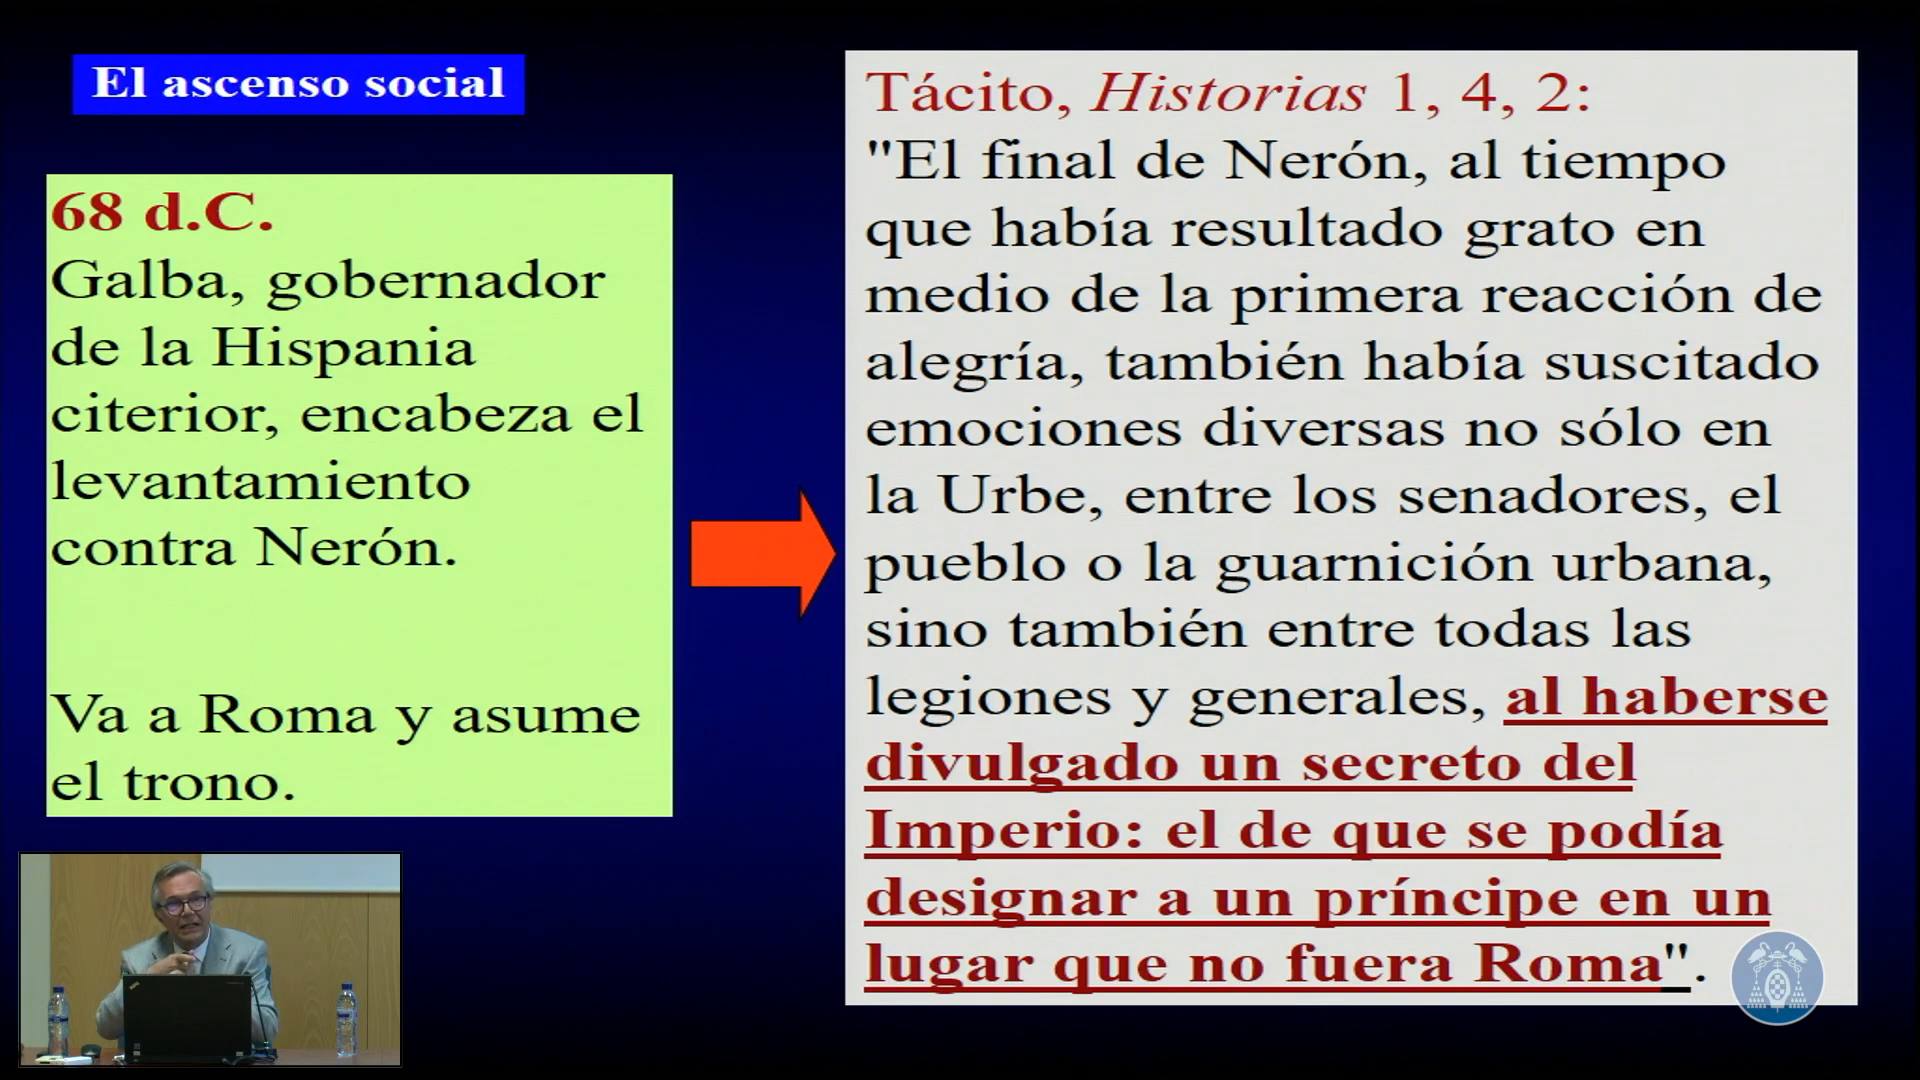 El ascenso social
68 d.C.
Galba, gobernador
de la Hispania
citerior, encabeza el
levantamiento
contra Nerón.
Va a Roma y asume
el trono.
Tácito, Historias 1, 4, 2:
"El final de Nerón, al tiempo
que había resultado grato en
medio de la primera reacción de
alegría, también había suscitado
emociones diversas no sólo en
la Urbe, entre los senadores, el
pueblo o la guarnición urbana,
sino también entre todas las
legiones y generales, al haberse
divulgado un secreto del
Imperio: el de que se podía
designar a un príncipe en un
lugar que no fuera Roma".